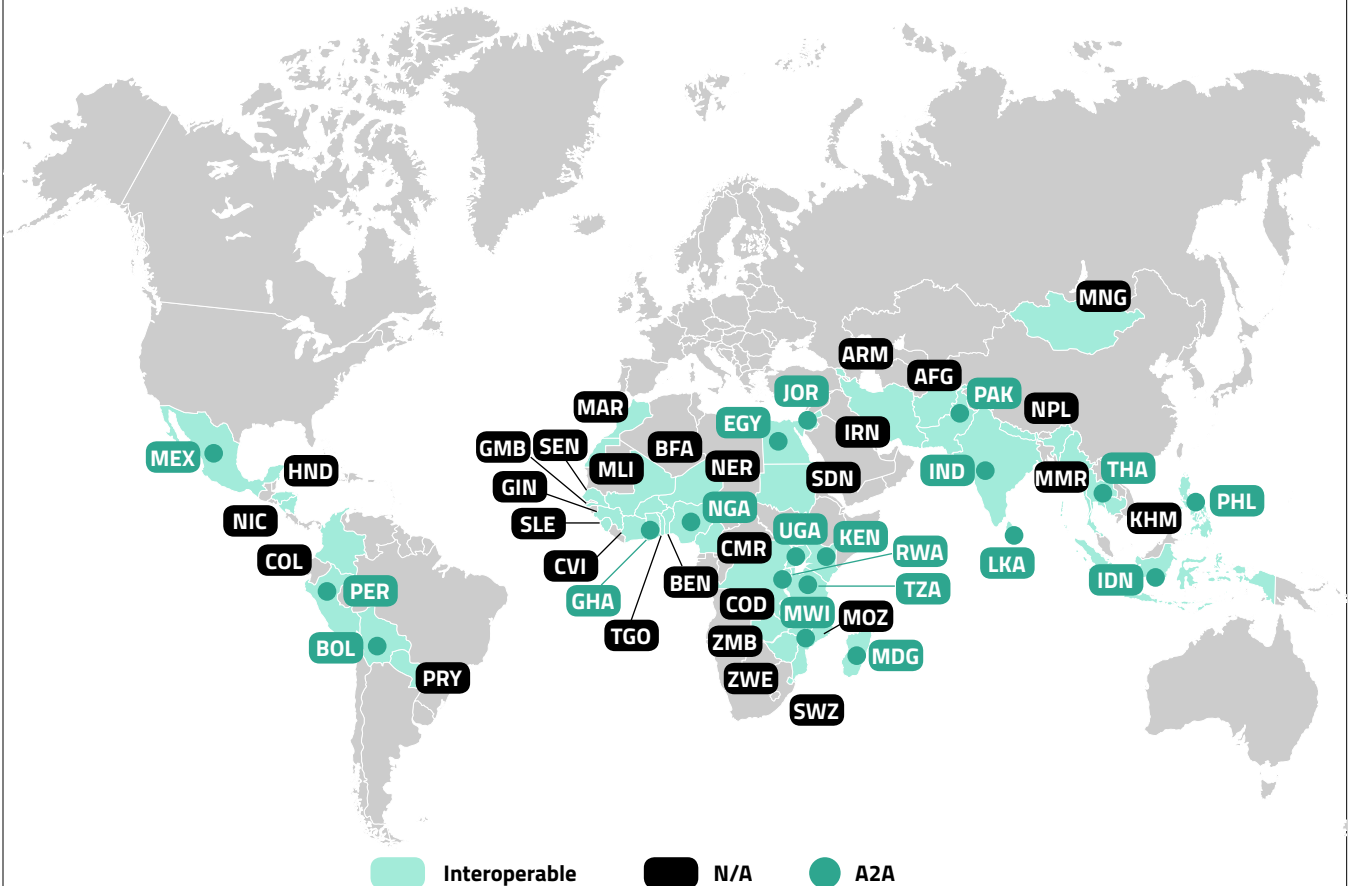 MNG
ARM
AFG
JOR
PAK
MAR
NPL
EGY
IRN
GMB
SEN
BFA
MEX
HND
MLI
NER
SDN
IND
MMR
THA
GIN
NIC
SLE
NGA
KHM
PHL
COL
CVI
CMR
UGA
KEN
RWA
LKA
PER
GHA
BEN
TZA
IDN
BOL
TGO
COD
MWI
MOZ
ZMB
MDG
PRY
ZWE
SWZ
Interoperable N/A A2A